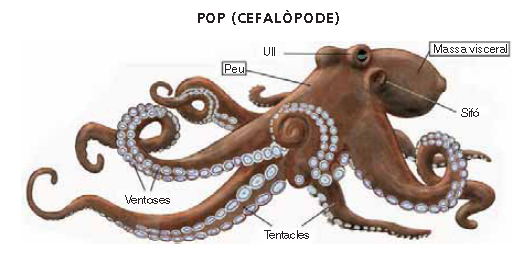 POP (CEFALÒPODE)
Ull
Massa visceral
Peu
Sifó
Ventoses
Tentacles